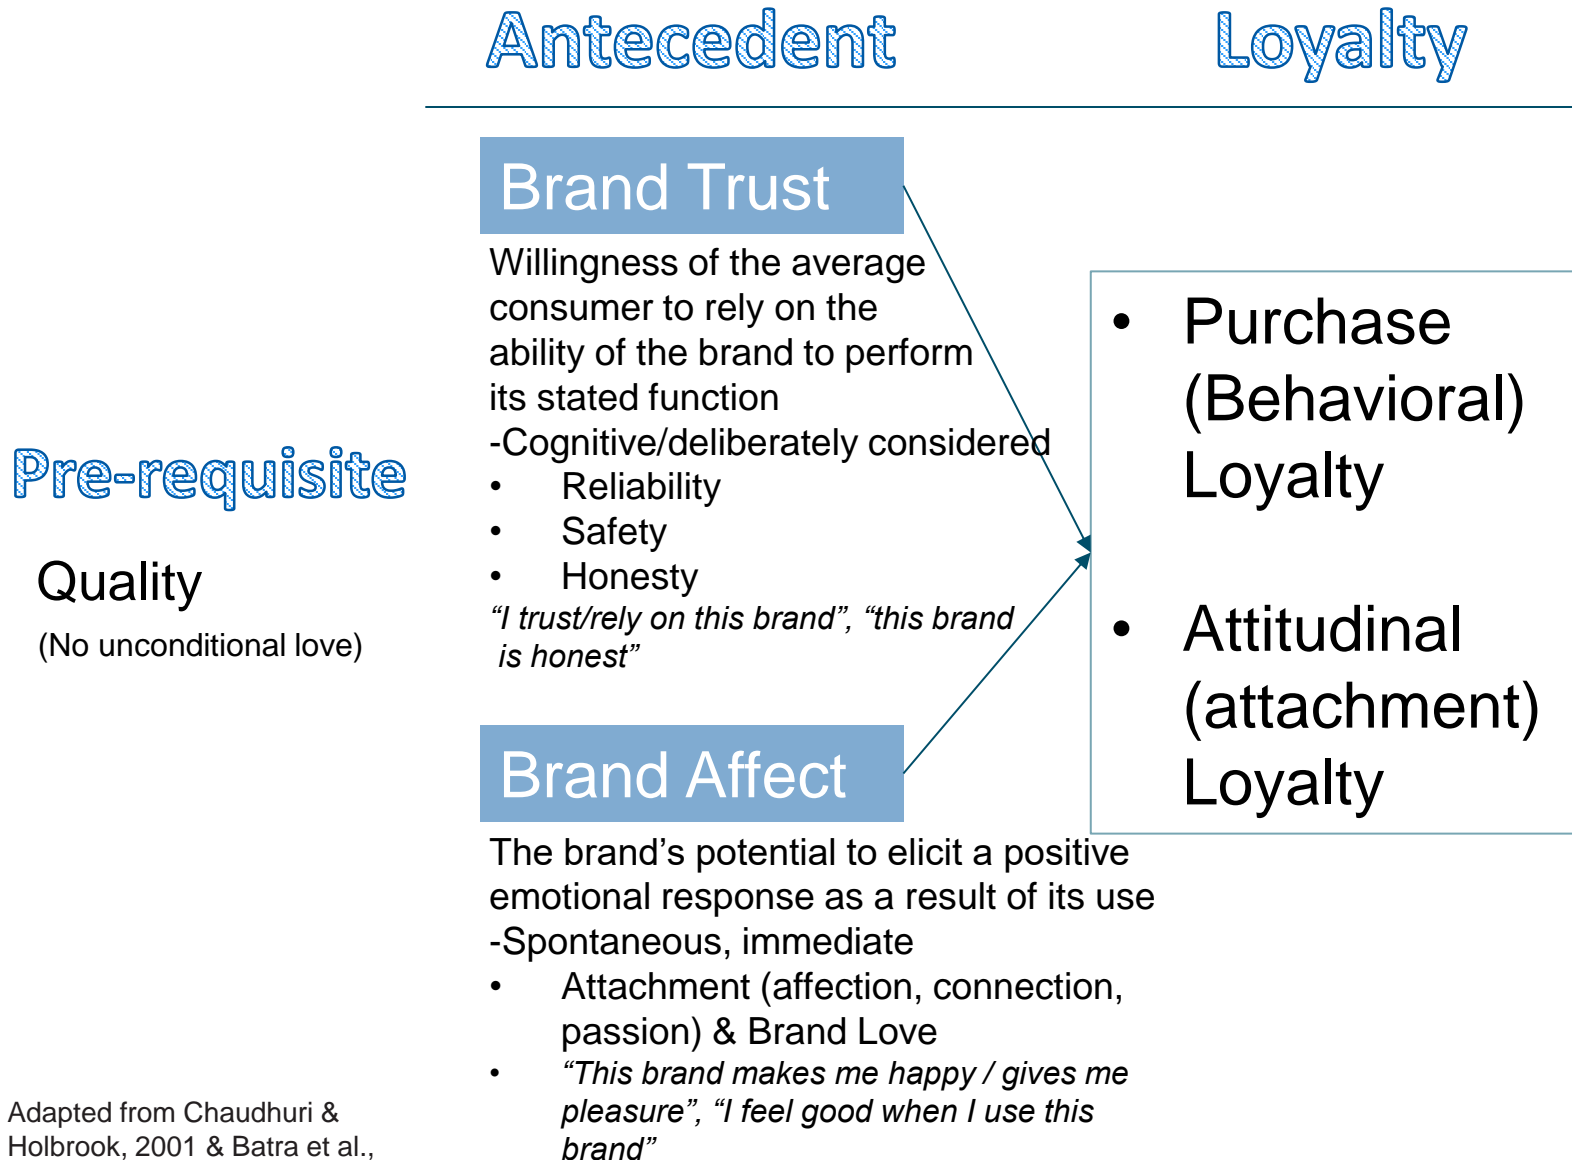 Antecedent
Loyalty
Brand Trust
Willingness of the average
consumer to rely on the
ability of the brand to perform
its stated function
-Cognitive/deliberately considered
• Reliability
• Safety
• Honesty
“I trust/rely on this brand”, “this brand
is honest”
Pre-requisite
Quality
(No unconditional love)
Brand Affect
The brand’s potential to elicit a positive
emotional response as a result of its use
-Spontaneous, immediate
• Attachment (affection, connection,
passion) & Brand Love
• “This brand makes me happy / gives me
pleasure”, “I feel good when I use this
brand”
• Purchase
(Behavioral)
Loyalty
• Attitudinal
(attachment)
Loyalty
Adapted from Chaudhuri &
Holbrook, 2001 & Batra et al.,